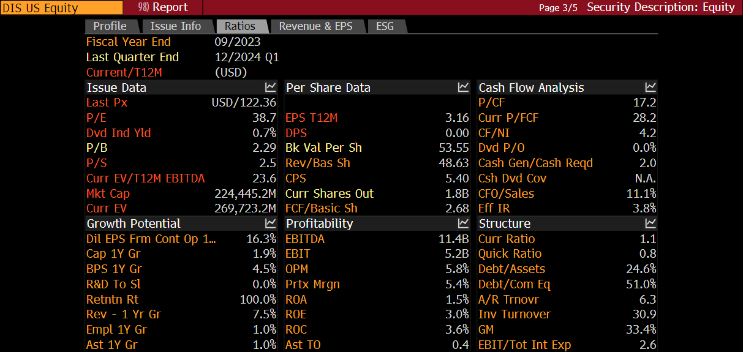 DIS US Equity 98) Report Page 3/5 Security Description: Equity
Profile Issue Info Ratios Revenue & EPS ESG
Fiscal Year End 09/2023
Last Quarter End 12/2024 Q1
Current/T12M (USD)
Issue Data Per Share Data Cash Flow Analysis
Last Px USD/122.36 P/CF 17.2
P/E 38.7 EPS T12M 3.16 Curr P/FCF 28.2
Dvd Ind Yld 0.7% DPS 0.00 CF/NI 4.2
P/B 2.29 Bk Val Per Sh 53.55 Dvd P/O 0.0%
P/S 2.5 Rev/Bas Sh 48.63 Cash Gen/Cash Reqd 2.0
Curr EV/T12M EBITDA 23.6 CPS 5.40 Csh Dvd Cov N.A.
Mkt Cap 224,445.2M Curr Shares Out 1.8B CFO/Sales 11.1%
Curr EV 269,723.2M FCF/Basic Sh 2.68 Eff IR 3.8%
Growth Potential Profitability Structure
Dil EPS Frm Cont Op 1... 16.3% EBITDA 11.4B Curr Ratio 1.1
Cap 1Y Gr 1.9% EBIT 5.2B Quick Ratio 0.8
BPS 1Y Gr 4.5% OPM 5.8% Debt/Assets 24.6%
R&D To Sl 0.0% Prtx Mrgn 5.4% Debt/Com Eq 51.0%
Retntn Rt 100.0% ROA 1.5% A/R Trnovr 6.3
Rev - 1 Yr Gr 7.5% ROE 3.0% Inv Turnover 30.9
Empl 1Y Gr 1.0% ROC 3.6% GM 33.4%
Ast 1Y Gr 1.0% Ast TO 0.4 EBIT/Tot Int Exp 2.6